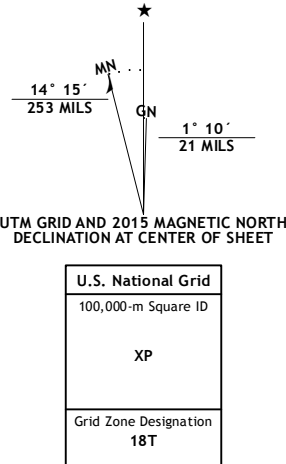 MN
14° 15´
253 MILS
GN
1° 10´
21 MILS
UTM GRID AND 2015 MAGNETIC NORTH
DECLINATION AT CENTER OF SHEET
U.S. National Grid
100,000-m Square ID
XP
Grid Zone Designation
18T